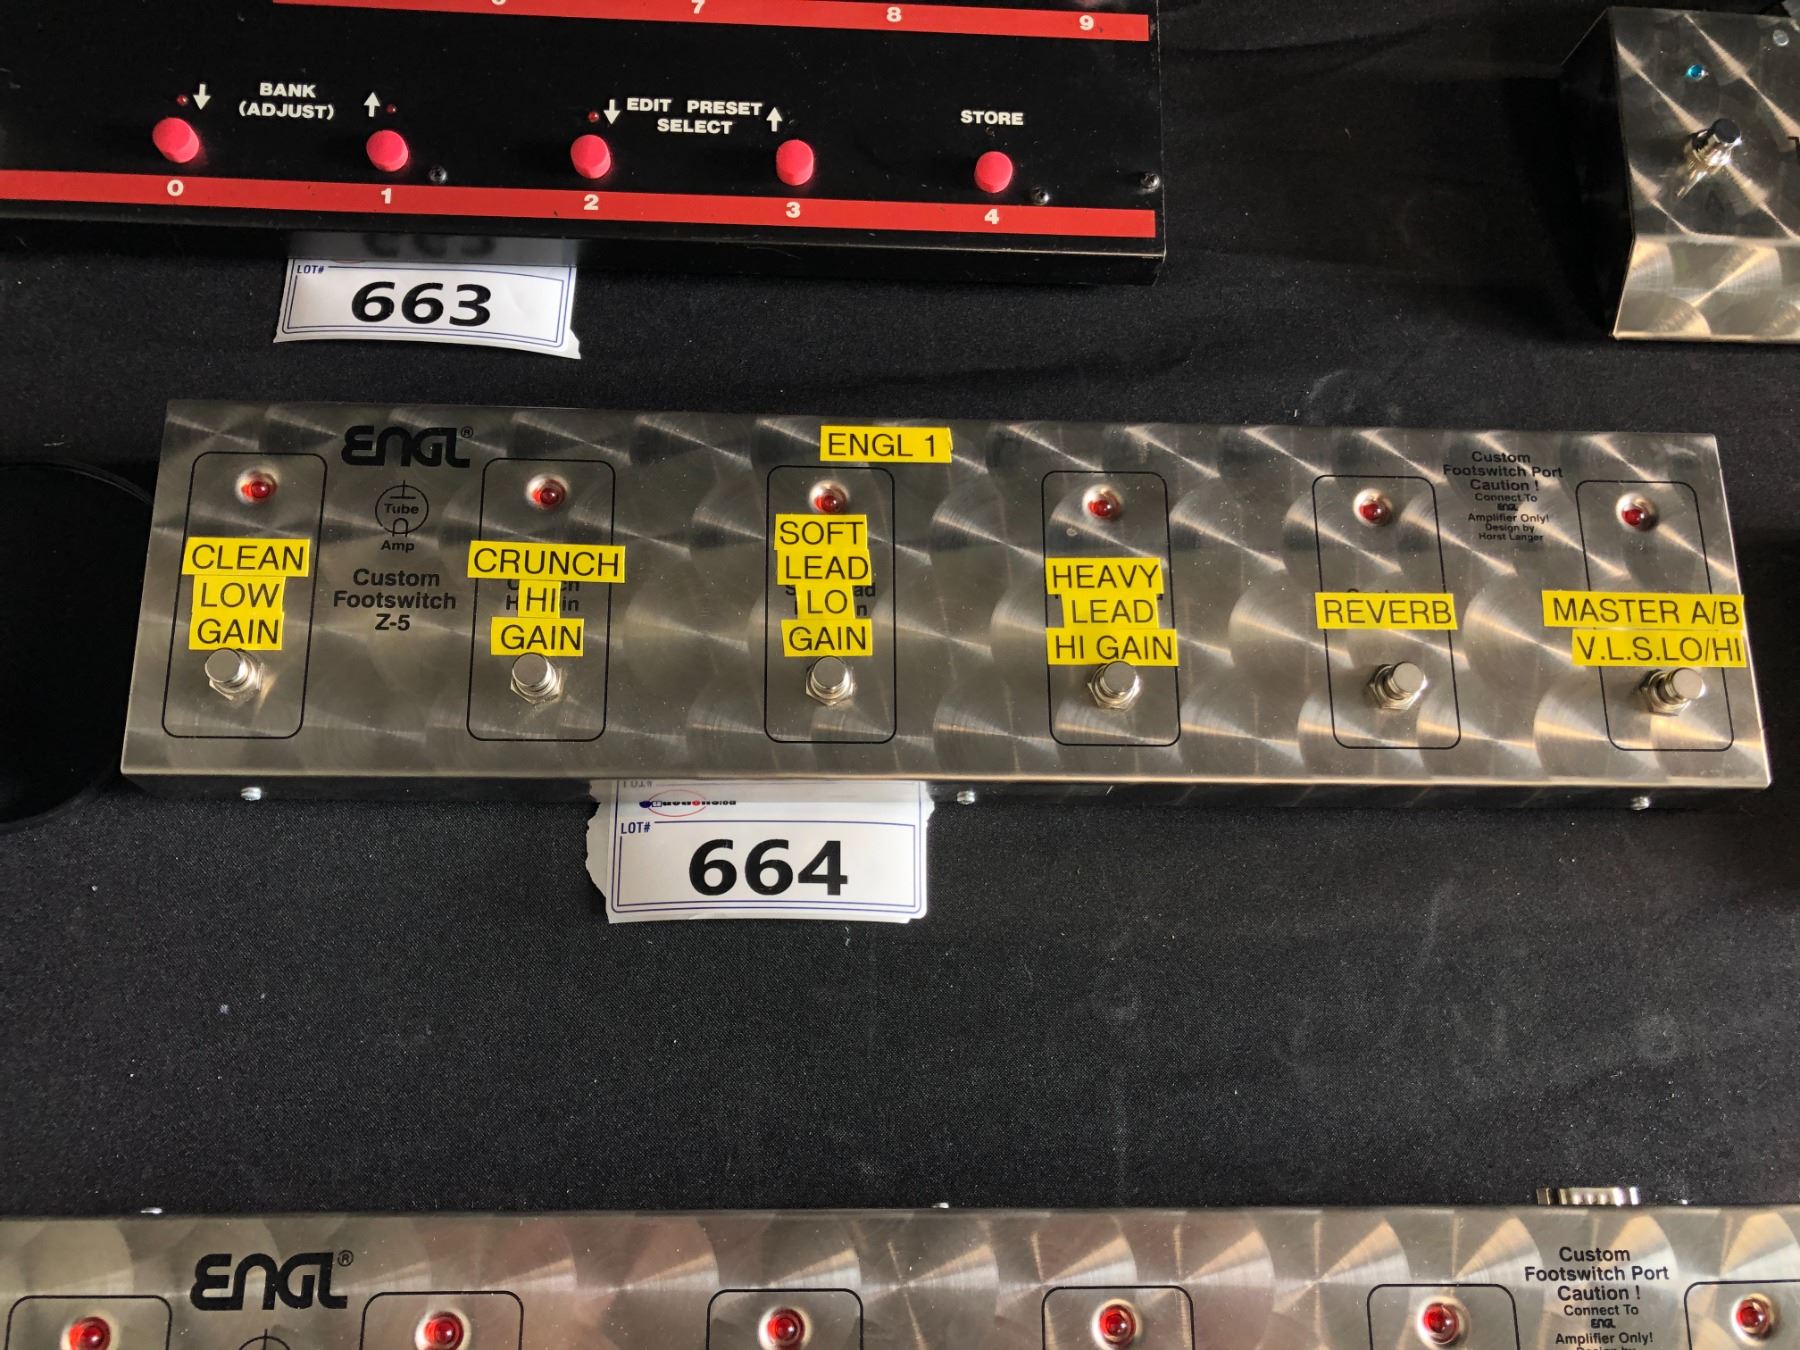 7
8
9
BANK
(ADJUST)
EDIT PRESET
SELECT
STORE
0
1
2
3
4
LOT#
663
ENGL®
Tube
Amp
Custom
Footswitch
Z-5
ENGL 1
CLEAN
LOW
GAIN
CRUNCH
HI
GAIN
SOFT
LEAD
LO
GAIN
HEAVY
LEAD
HI GAIN
REVERB
Custom
Footswitch Port
Caution !
Connect To
ENGL
Amplifier Only!
Design by
Horst Langer
MASTER A/B
V.L.S.LO/HI
LOT#
LOT#
664
ENGL®
Custom
Footswitch Port
Caution !
Connect To
ENGL
Amplifier Only!